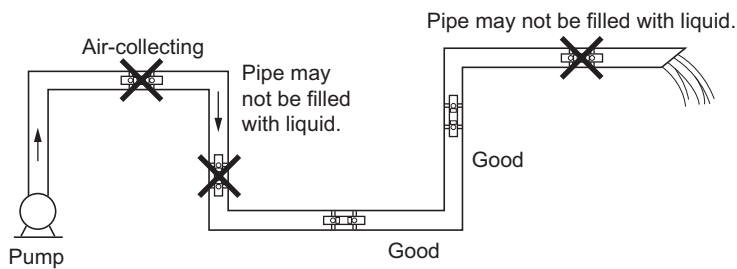 Pipe may not be filled with liquid.
Air-collecting
Pipe may
not be filled
with liquid.
Good
Good
Pump